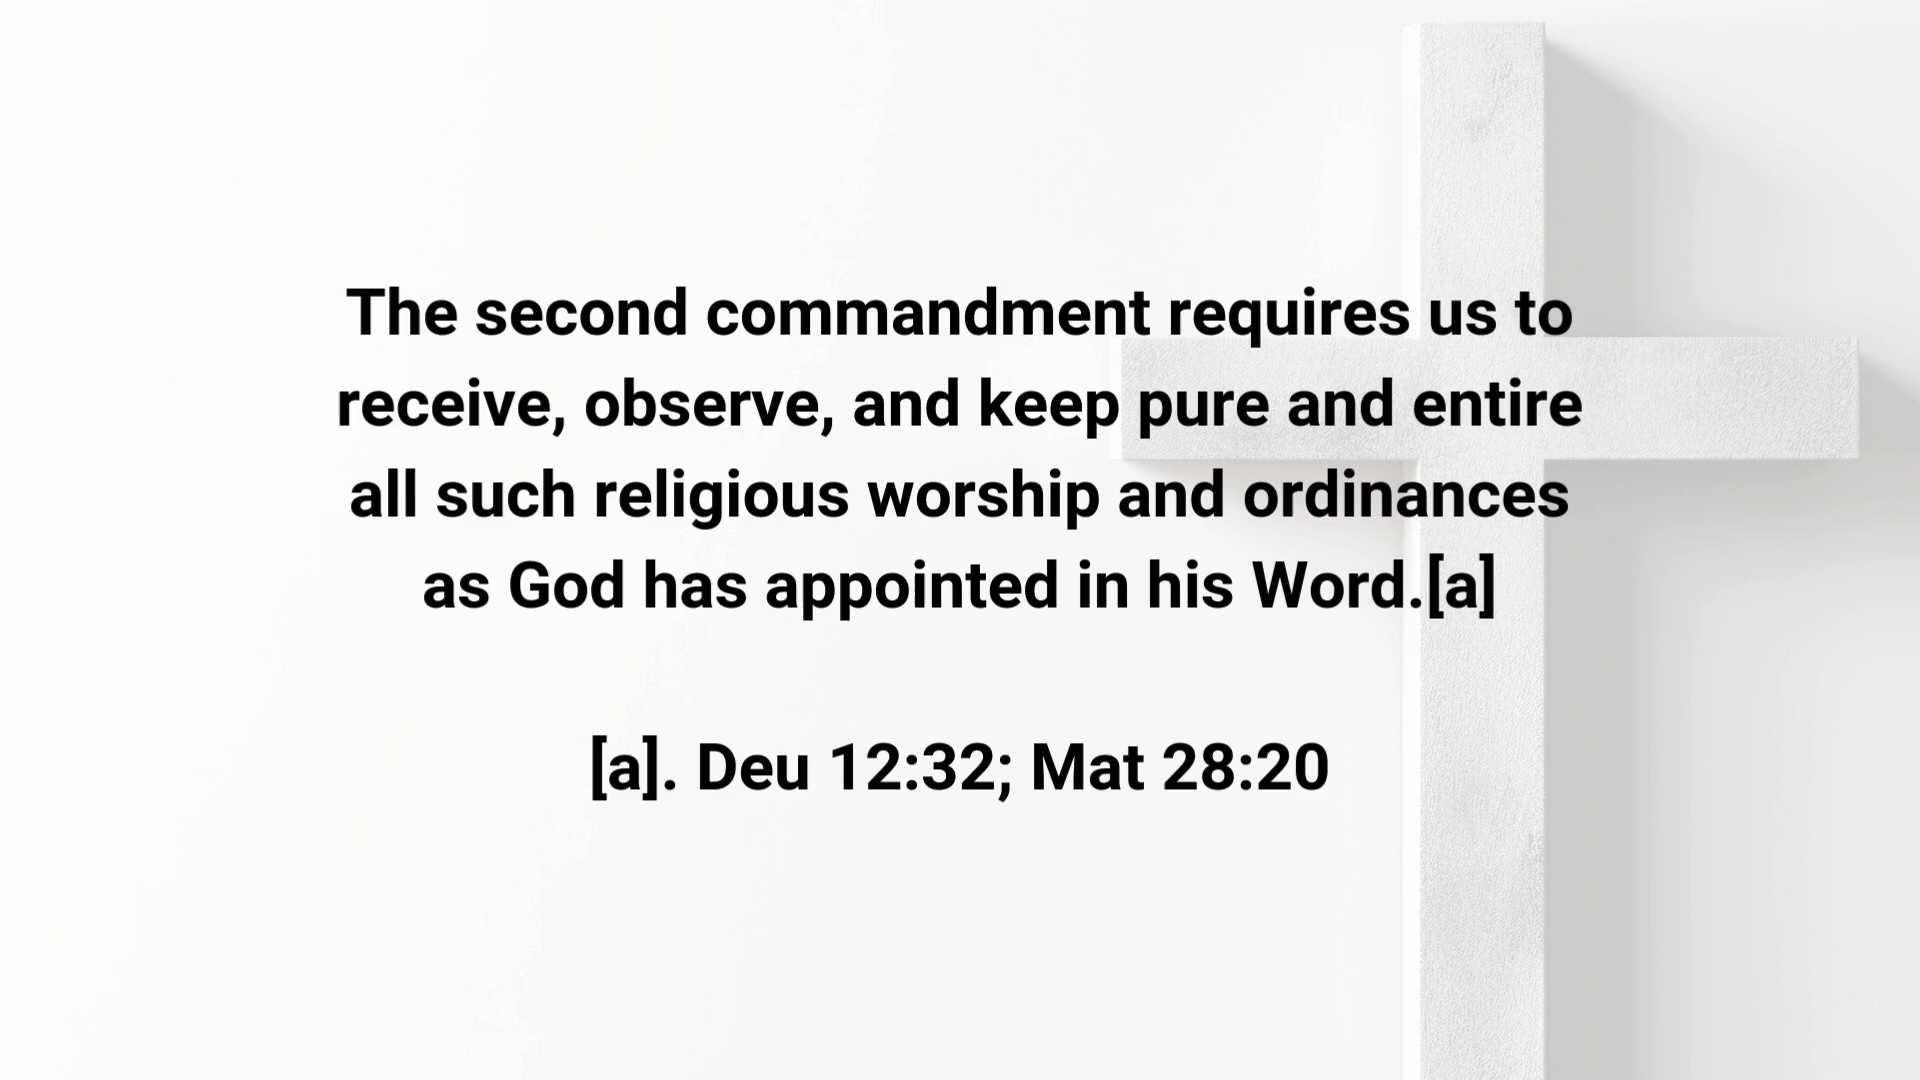 The second commandment requires us to
receive, observe, and keep pure and entire
all such religious worship and ordinances
as God has appointed in his Word.[a]
[a]. Deu 12:32; Mat 28:20